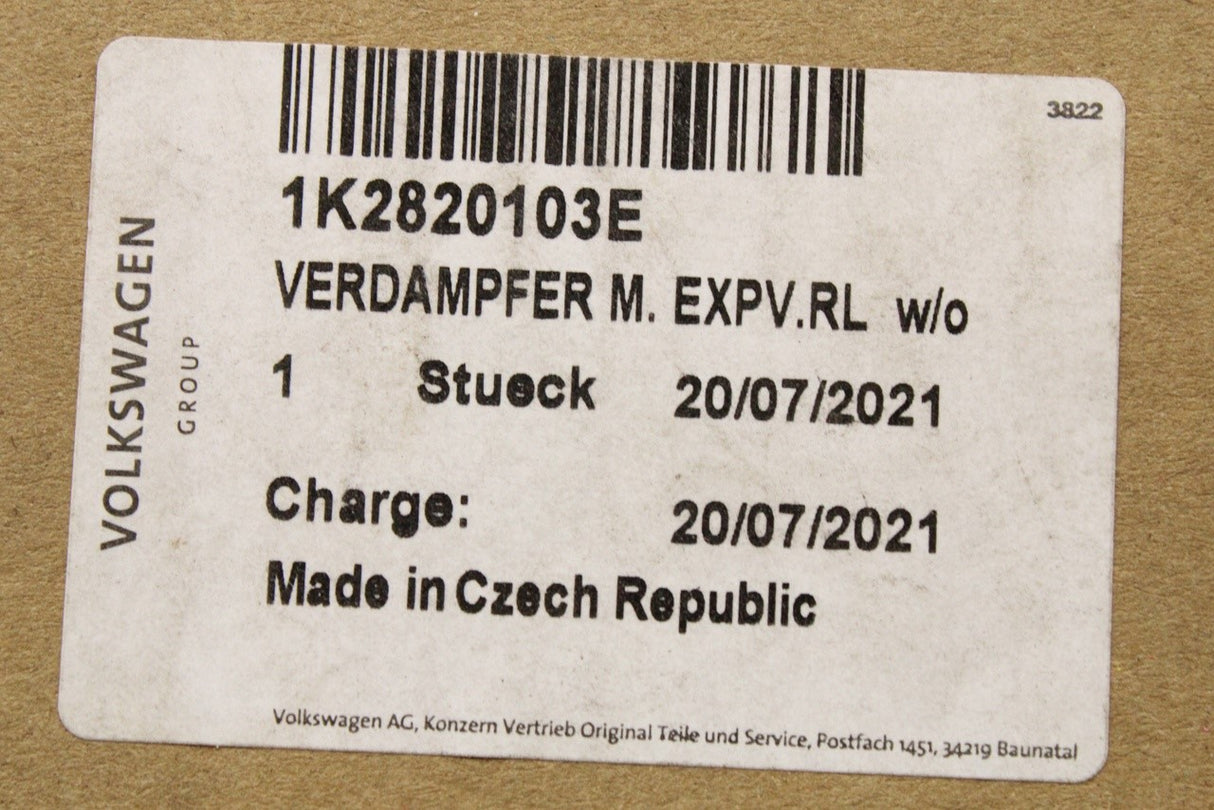 3822
1K2820103E
VERDAMPFER M. EXPV.RL w/o
1 Stueck 20/07/2021
Charge: 20/07/2021
Made in Czech Republic
VOLKSWAGEN
GROUP
Volkswagen AG, Konzern Vertrieb Original Teile und Service, Postfach 1451, 34219 Baunatal